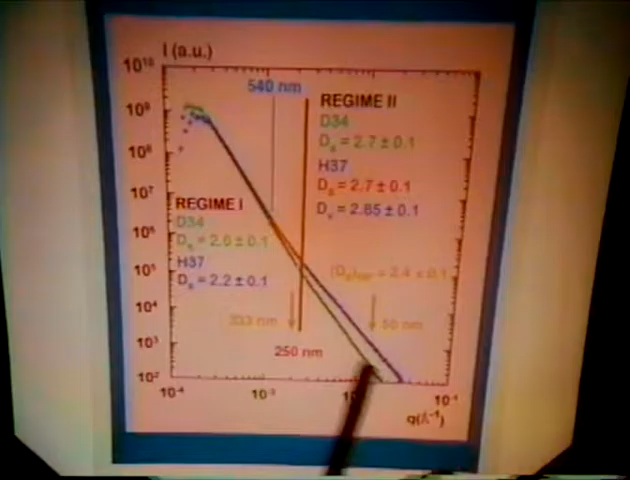 I (a.u.)
10¹⁰
10⁹
10⁸
10⁷
10⁶
10⁵
10⁴
10³
10²
10⁻⁴
10⁻³
10⁻¹
q(Å⁻¹)
540 nm
REGIME II
D34
Dₛ = 2.7 ± 0.1
H37
Dₛ = 2.7 ± 0.1
Dᵥ = 2.85 ± 0.1
REGIME I
D34
± 0.1
H37
Dₛ = 2.2 ± 0.1
= 2.4 ± 0.1
333 nm
50 nm
250 nm